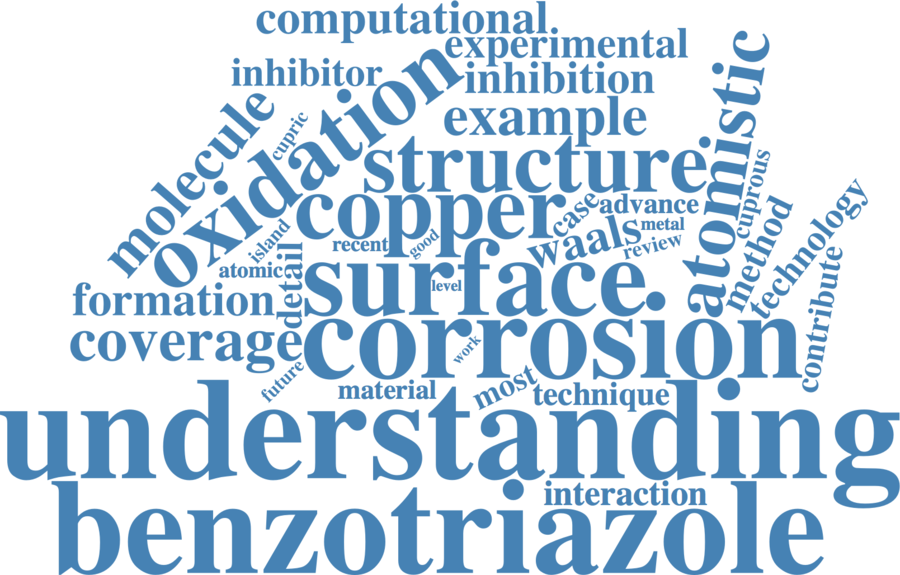 computational
experimental
inhibitor
inhibition
oxidation
molecule
cupric
example
atomistic
structure
cuprous
copper
case
advance
technology
method
metal
waals
review
recent
good
island
atomic
detail
surface
level
formation
contribute
coverage
corrosion
work
future
material
most
technique
understanding
interaction
benzotriazole